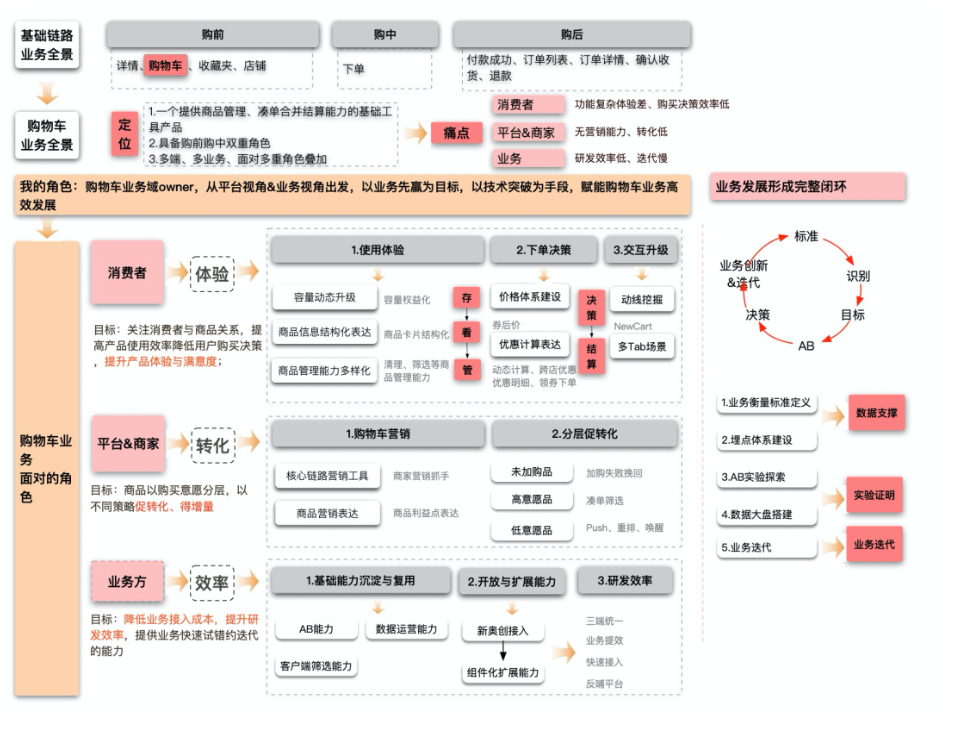 基础链路
业务全景
购前
购中
购后
详情、购物车、收藏夹、店铺
下单
付款成功、订单列表、订单详情、确认收
货、退款
购物车
业务全景
定
位
1.一个提供商品管理、凑单合并结算能力的基础工
具产品
2.具备购前购中双重角色
3.多端、多业务、面对多重角色叠加
痛点
消费者
功能复杂体验差、购买决策效率低
平台&商家
无营销能力、转化低
业务
研发效率低、迭代慢
我的角色：购物车业务域owner，从平台视角&业务视角出发，以业务先赢为目标，以技术突破为手段，赋能购物车业务高
效发展
购物车业
务
面对的角
色
消费者
体验
目标：关注消费者与商品关系，提
高产品使用效率降低用户购买决策
，提升产品体验与满意度；
1.使用体验
容量动态升级
容量权益化
商品信息结构化表达
商品卡片结构化
商品管理能力多样化
清理、筛选等商
品管理能力
存
看
管
2.下单决策
价格体系建设
券后价
优惠计算表达
动态计算、跨店优惠
优惠明细、领券下单
决
策
结
算
3.交互升级
动线挖掘
NewCart
多Tab场景
平台&商家
转化
目标：商品以购买意愿分层，以
不同策略促转化、得增量
1.购物车营销
核心链路营销工具
商家营销抓手
商品营销表达
商品利益点表达
2.分层促转化
未加购品
加购失败挽回
高意愿品
凑单筛选
低意愿品
Push、重排、唤醒
业务方
效率
目标：降低业务接入成本，提升研
发效率，提供业务快速试错约迭代
的能力
1.基础能力沉淀与复用
AB能力
数据运营能力
客户端筛选能力
2.开放与扩展能力
新奥创接入
组件化扩展能力
3.研发效率
三端统一
业务提效
快速接入
反哺平台
业务发展形成完整闭环
标准
识别
目标
AB
决策
业务创新
&迭代
1.业务衡量标准定义
2.埋点体系建设
数据支撑
3.AB实验探索
4.数据大盘搭建
实验证明
5.业务迭代
业务迭代